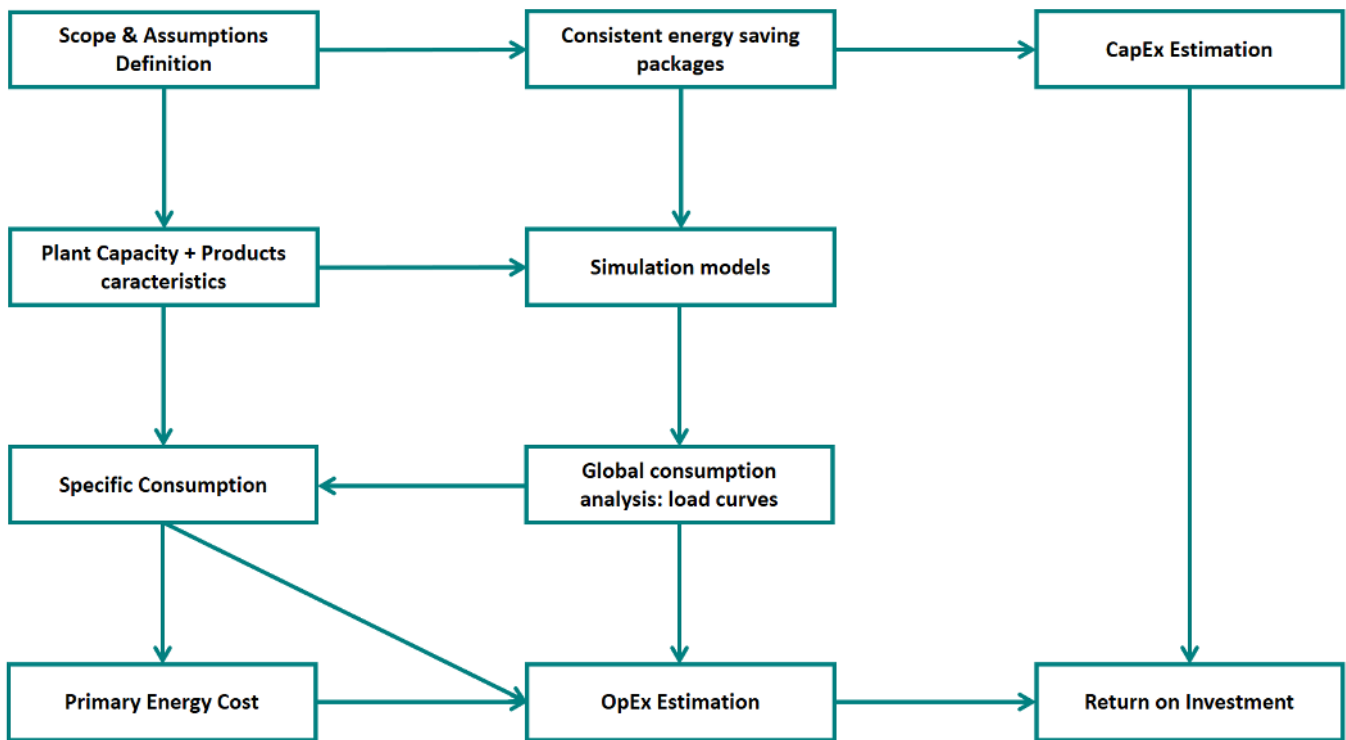 Scope & Assumptions
Definition
Consistent energy saving
packages
CapEx Estimation
Plant Capacity + Products
caracteristics
Simulation models
Specific Consumption
Global consumption
analysis: load curves
Primary Energy Cost
OpEx Estimation
Return on Investment